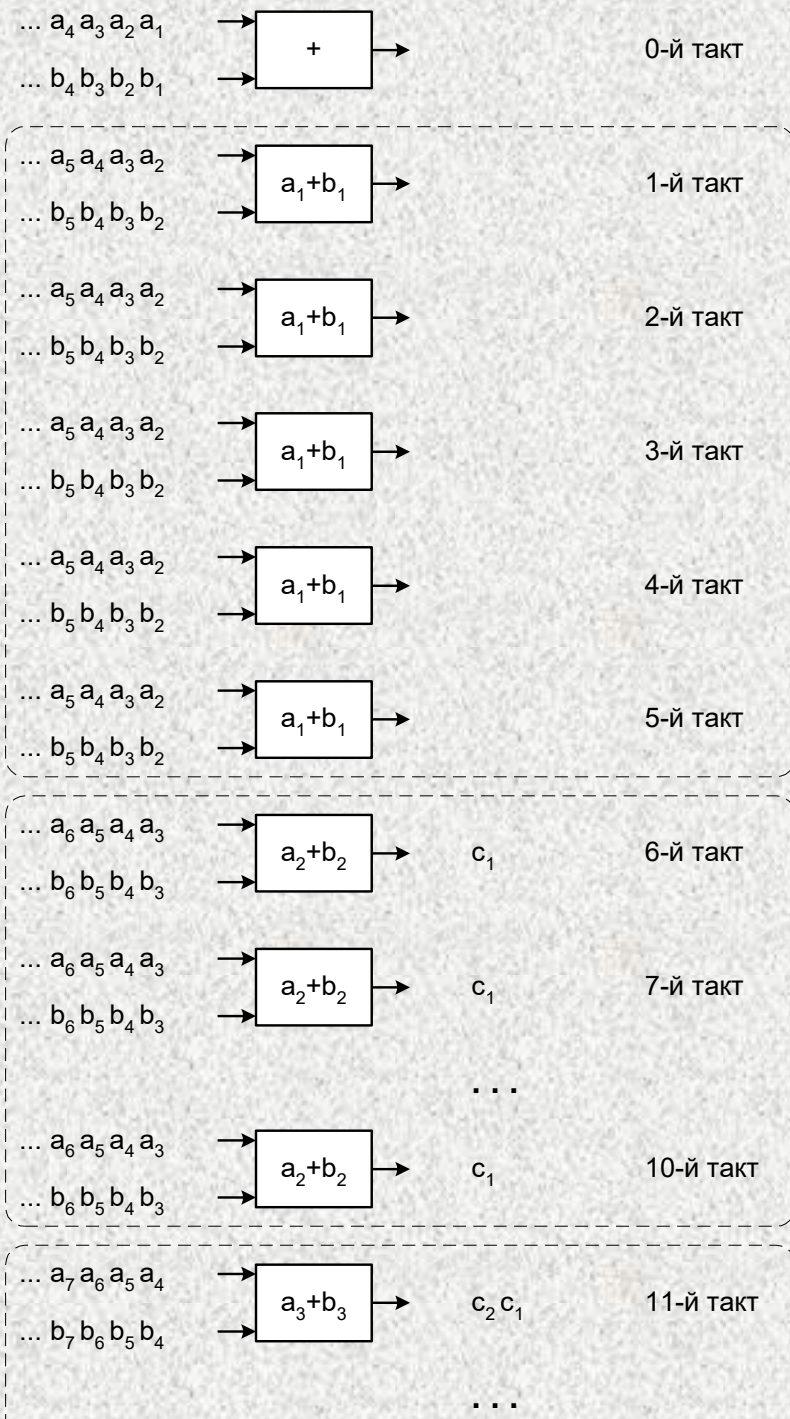 ... a₄ a₃ a₂ a₁
+
0-й такт
... b₄ b₃ b₂ b₁
... a₅ a₄ a₃ a₂
a₁+b₁
1-й такт
... b₅ b₄ b₃ b₂
... a₅ a₄ a₃ a₂
a₁+b₁
2-й такт
... b₅ b₄ b₃ b₂
... a₅ a₄ a₃ a₂
a₁+b₁
3-й такт
... b₅ b₄ b₃ b₂
... a₅ a₄ a₃ a₂
a₁+b₁
4-й такт
... b₅ b₄ b₃ b₂
... a₅ a₄ a₃ a₂
a₁+b₁
5-й такт
... b₅ b₄ b₃ b₂
... a₆ a₅ a₄ a₃
a₂+b₂
c₁
6-й такт
... b₆ b₅ b₄ b₃
... a₆ a₅ a₄ a₃
a₂+b₂
c₁
7-й такт
... b₆ b₅ b₄ b₃
...
... a₆ a₅ a₄ a₃
a₂+b₂
c₁
10-й такт
... b₆ b₅ b₄ b₃
... a₇ a₆ a₅ a₄
a₃+b₃
c₂ c₁
11-й такт
... b₇ b₆ b₅ b₄
...